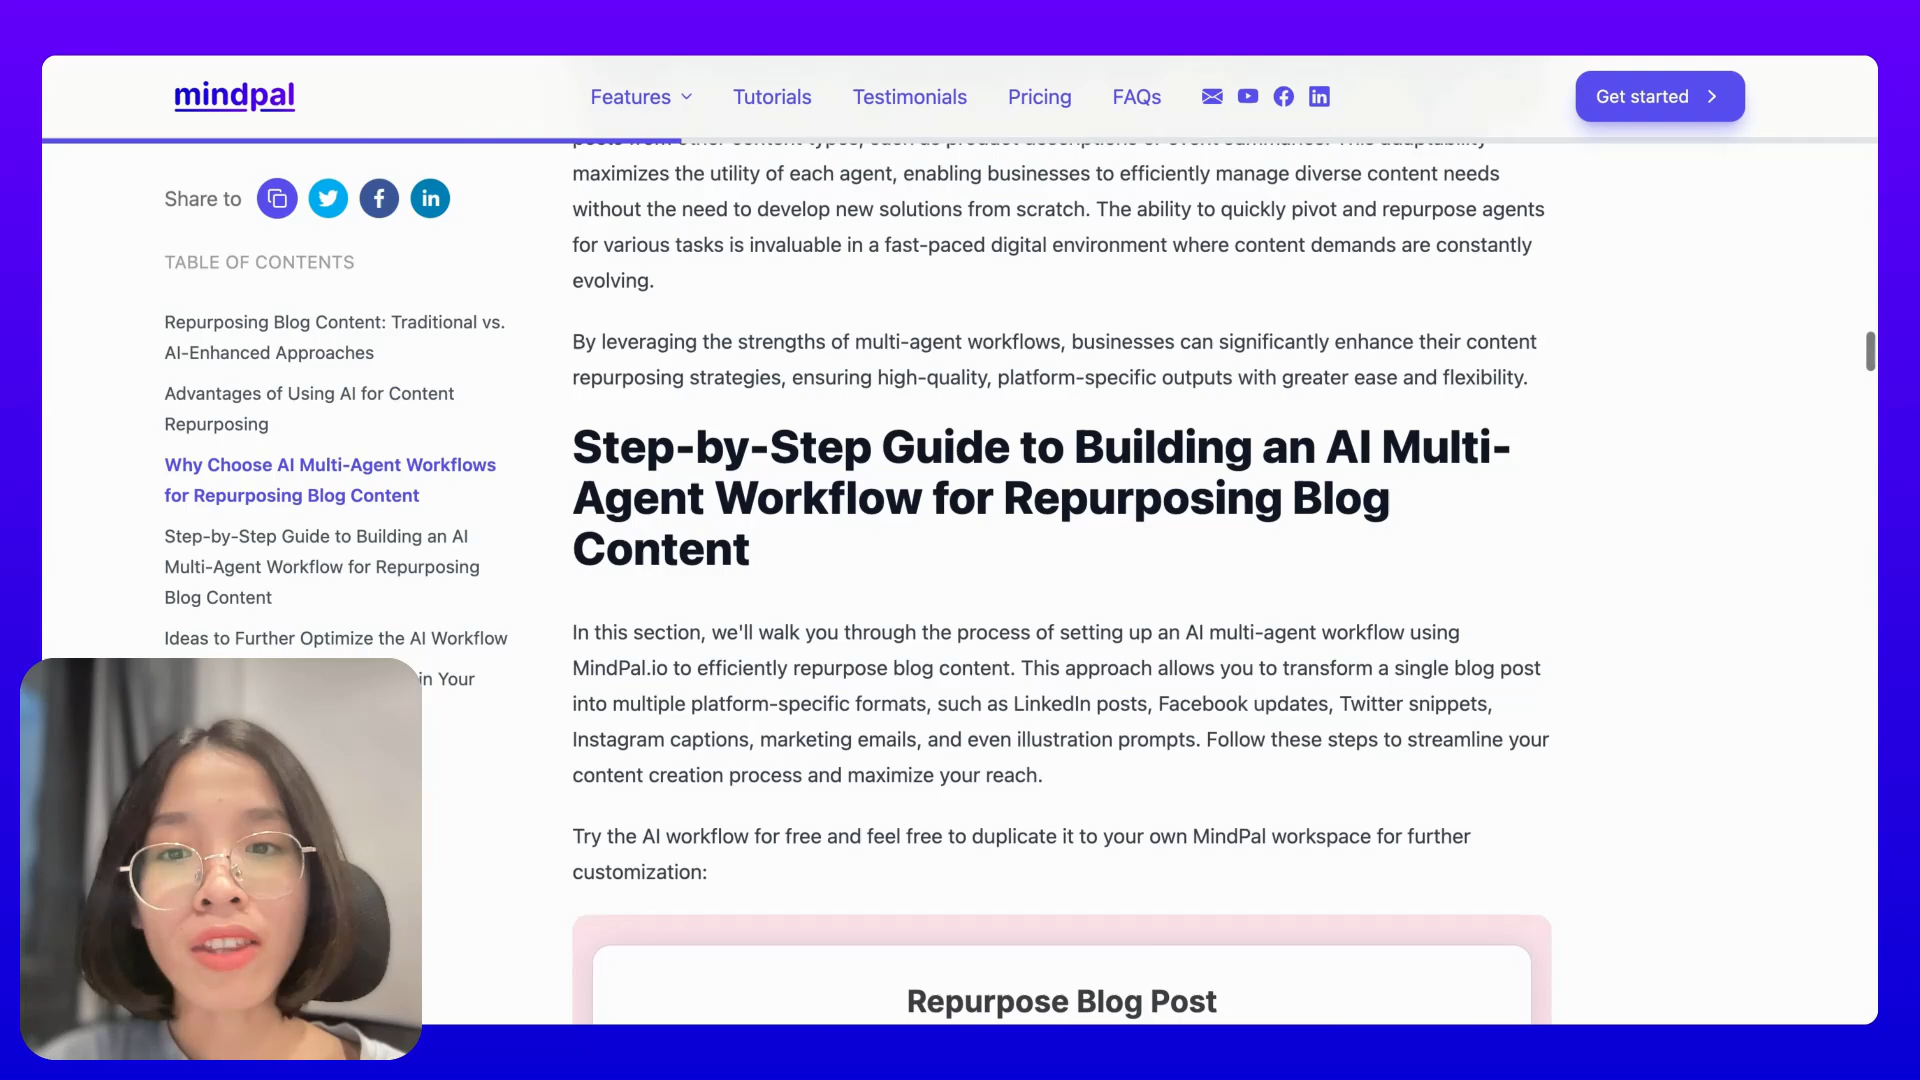 mindpal
Features
Tutorials
Testimonials
Pricing
FAQs
Get started
Share to
TABLE OF CONTENTS
Repurposing Blog Content: Traditional vs.
AI-Enhanced Approaches
Advantages of Using AI for Content
Repurposing
Why Choose AI Multi-Agent Workflows
for Repurposing Blog Content
Step-by-Step Guide to Building an AI
Multi-Agent Workflow for Repurposing
Blog Content
Ideas to Further Optimize the AI Workflow
in Your
posts from other content types, such as product descriptions or event summaries. This adaptability
maximizes the utility of each agent, enabling businesses to efficiently manage diverse content needs
without the need to develop new solutions from scratch. The ability to quickly pivot and repurpose agents
for various tasks is invaluable in a fast-paced digital environment where content demands are constantly
evolving.
By leveraging the strengths of multi-agent workflows, businesses can significantly enhance their content
repurposing strategies, ensuring high-quality, platform-specific outputs with greater ease and flexibility.
Step-by-Step Guide to Building an AI Multi-
Agent Workflow for Repurposing Blog
Content
In this section, we'll walk you through the process of setting up an AI multi-agent workflow using
MindPal.io to efficiently repurpose blog content. This approach allows you to transform a single blog post
into multiple platform-specific formats, such as LinkedIn posts, Facebook updates, Twitter snippets,
Instagram captions, marketing emails, and even illustration prompts. Follow these steps to streamline your
content creation process and maximize your reach.
Try the AI workflow for free and feel free to duplicate it to your own MindPal workspace for further
customization:
Repurpose Blog Post